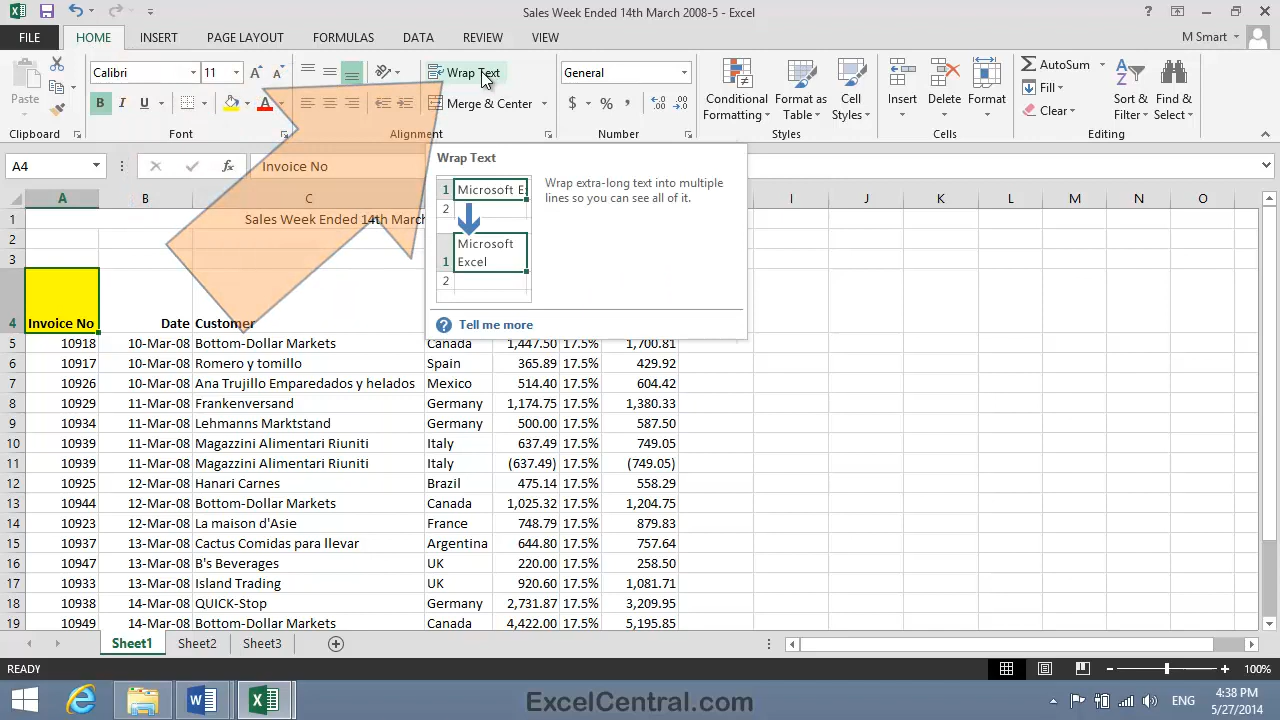 Sales Week Ended 14th March 2008-5 - Excel
FILE HOME INSERT PAGE LAYOUT FORMULAS DATA REVIEW VIEW M Smart
Paste
Calibri 11
B I U A
Wrap Text
Merge & Center
General
$ % ,
Conditional Formatting
Format as Table
Cell Styles
Insert Delete Format
AutoSum
Fill
Clear
Sort & Filter
Find & Select
Clipboard Font Alignment Number Styles Cells Editing
A4 fx Invoice No
A B C I J K L M N O
1 Sales Week Ended 14th March
2
3
4 Invoice No Date Customer
5 10918 10-Mar-08 Bottom-Dollar Markets Canada 1,447.50 17.5% 1,700.81
6 10917 10-Mar-08 Romero y tomillo Spain 365.89 17.5% 429.92
7 10926 10-Mar-08 Ana Trujillo Emparedados y helados Mexico 514.40 17.5% 604.42
8 10929 11-Mar-08 Frankenversand Germany 1,174.75 17.5% 1,380.33
9 10934 11-Mar-08 Lehmanns Marktstand Germany 500.00 17.5% 587.50
10 10939 11-Mar-08 Magazzini Alimentari Riuniti Italy 637.49 17.5% 749.05
11 10939 11-Mar-08 Magazzini Alimentari Riuniti Italy (637.49) 17.5% (749.05)
12 10925 12-Mar-08 Hanari Carnes Brazil 475.14 17.5% 558.29
13 10944 12-Mar-08 Bottom-Dollar Markets Canada 1,025.32 17.5% 1,204.75
14 10923 12-Mar-08 La maison d'Asie France 748.79 17.5% 879.83
15 10937 13-Mar-08 Cactus Comidas para llevar Argentina 644.80 17.5% 757.64
16 10947 13-Mar-08 B's Beverages UK 220.00 17.5% 258.50
17 10933 13-Mar-08 Island Trading UK 920.60 17.5% 1,081.71
18 10938 14-Mar-08 QUICK-Stop Germany 2,731.87 17.5% 3,209.95
19 10949 14-Mar-08 Bottom-Dollar Markets Canada 4,422.00 17.5% 5,195.85
Wrap Text
1 Microsoft E
2
Microsoft
1 Excel
2
Wrap extra-long text into multiple
lines so you can see all of it.
Tell me more
Sheet1 Sheet2 Sheet3
READY 100%
ExcelCentral.com
ENG
4:38 PM
5/27/2014